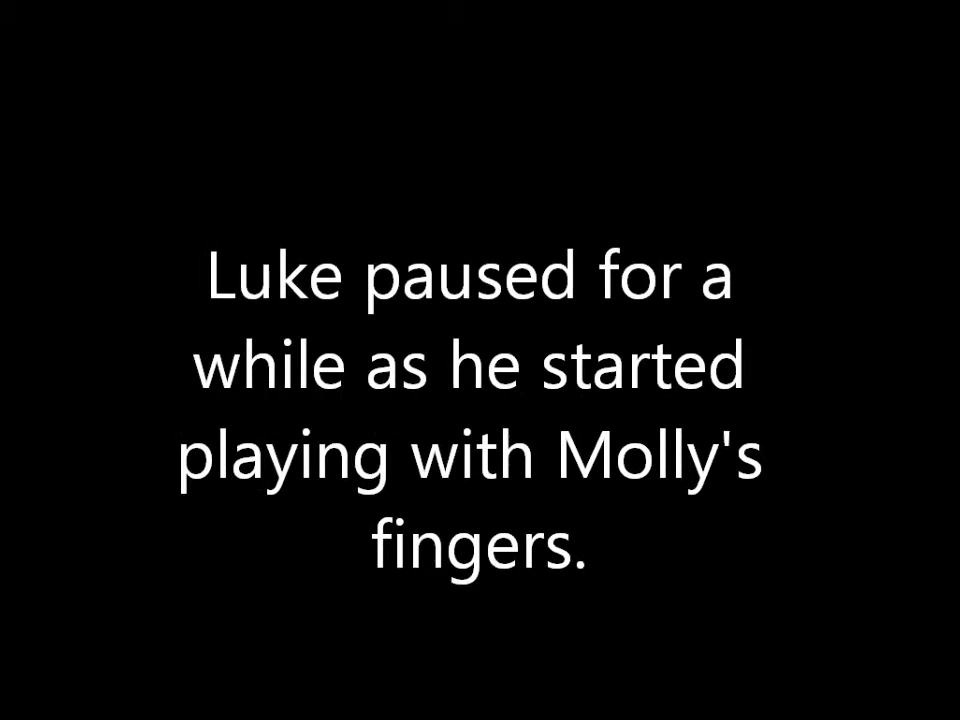 Luke paused for a
while as he started
playing with Molly's
fingers.